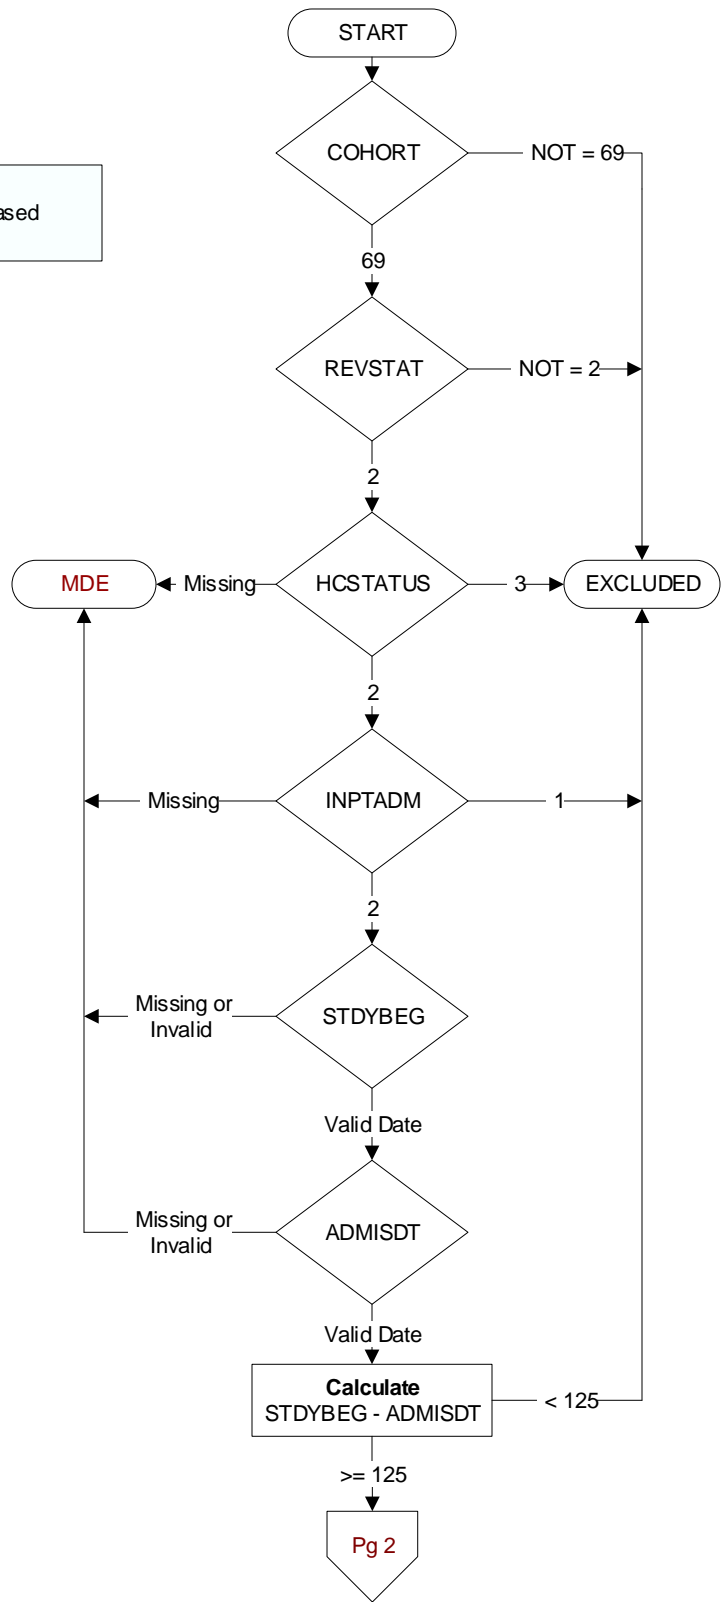 START
COHORT
NOT = 69
69
REVSTAT
NOT = 2
2
MDE
Missing
HCSTATUS
3
EXCLUDED
2
Missing
INPTADM
1
2
Missing or
Invalid
STDYBEG
Valid Date
Missing or
Invalid
ADMISDT
Valid Date
Calculate
STDYBEG - ADMISDT
< 125
>= 125
Pg 2